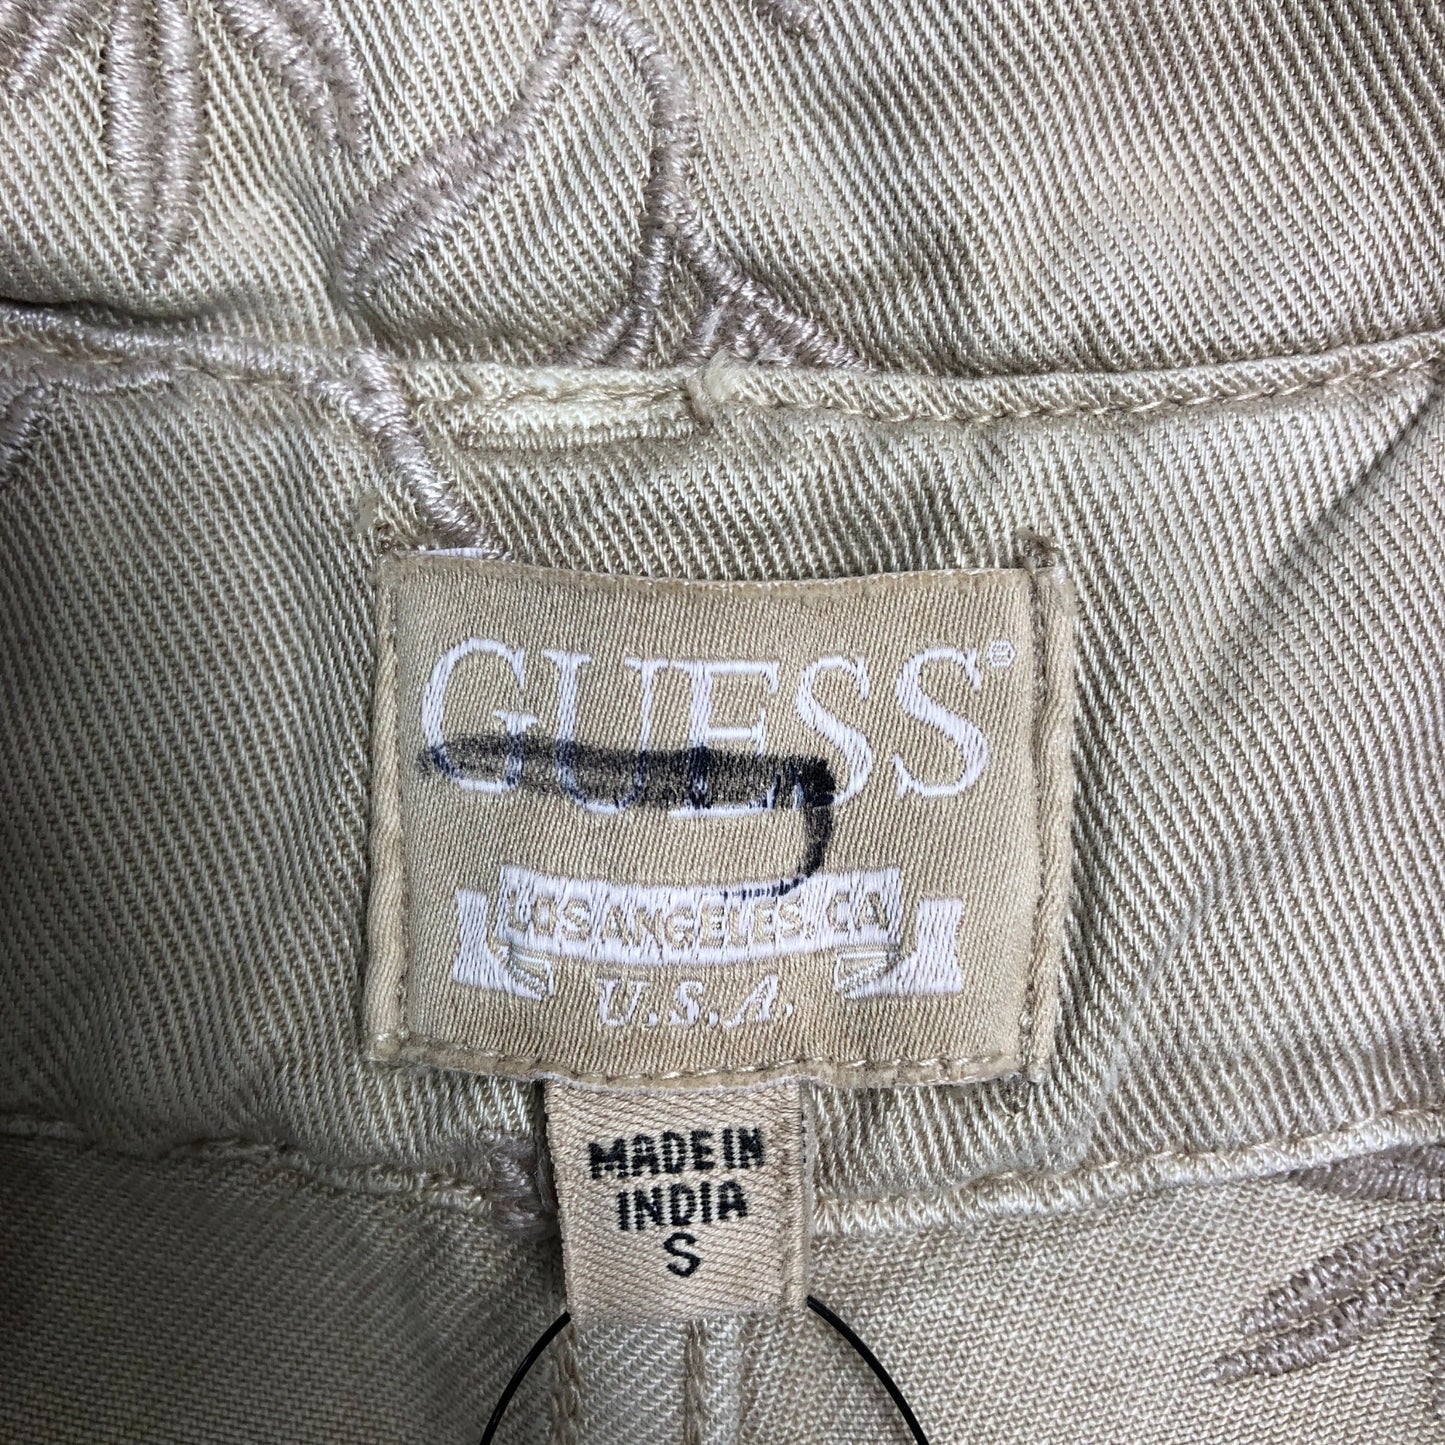 GUESS®
LOS ANGELES, CA
U.S.A.
MADE IN
INDIA
S